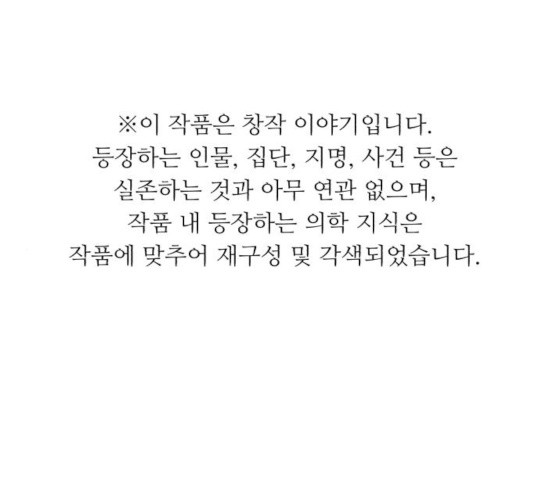 ※이 작품은 창작 이야기입니다.
등장하는 인물, 집단, 지명, 사건 등은
실존하는 것과 아무 연관 없으며,
작품 내 등장하는 의학 지식은
작품에 맞추어 재구성 및 각색되었습니다.